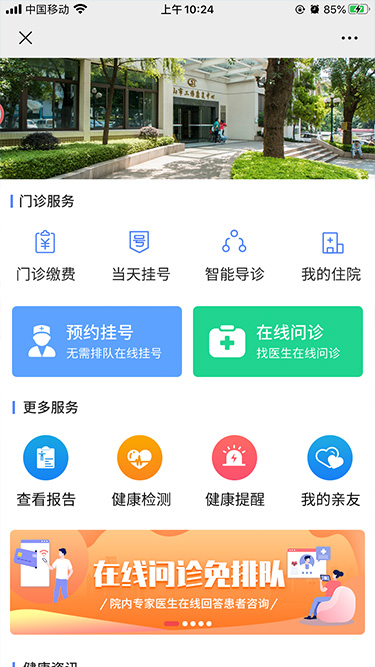 中国移动
上午10:24
85%
门诊服务
门诊缴费
当天挂号
智能导诊
我的住院
预约挂号
无需排队在线挂号
在线问诊
找医生在线问诊
更多服务
查看报告
健康检测
健康提醒
我的亲友
在线问诊免排队
院内专家医生在线回答患者咨询
健康资讯